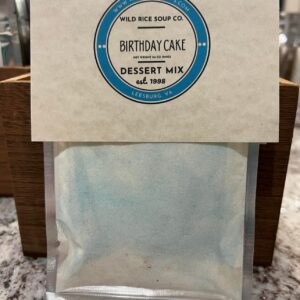 WILD RICE SOUP CO.
BIRTHDAY CAKE
DESSERT MIX
est. 1998
LEESBURG, VA